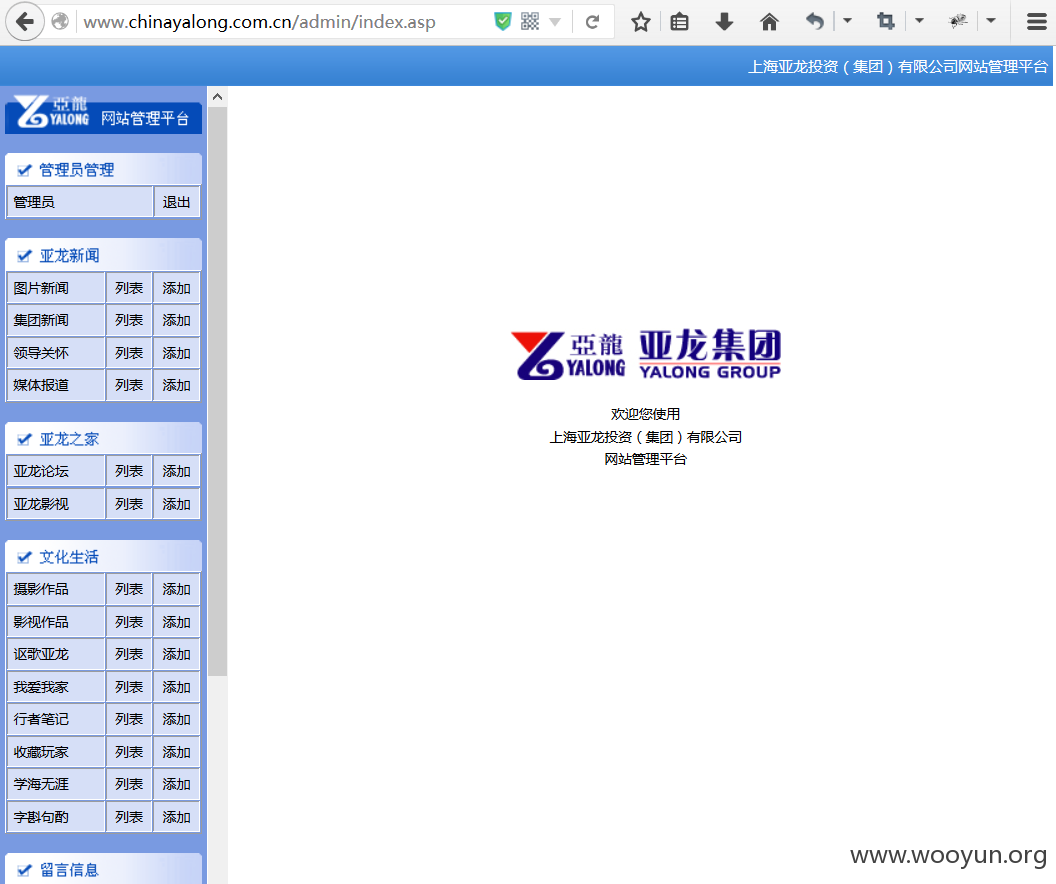 www.chinayalong.com.cn/admin/index.asp
上海亚龙投资（集团）有限公司网站管理平台
亞龍
YALONG 网站管理平台
管理员管理
管理员 退出
亚龙新闻
图片新闻 列表 添加
集团新闻 列表 添加
领导关怀 列表 添加
媒体报道 列表 添加
亚龙之家
亚龙论坛 列表 添加
亚龙影视 列表 添加
文化生活
摄影作品 列表 添加
影视作品 列表 添加
讴歌亚龙 列表 添加
我爱我家 列表 添加
行者笔记 列表 添加
收藏玩家 列表 添加
学海无涯 列表 添加
字斟句酌 列表 添加
留言信息
亞龍 亚龙集团
YALONG YALONG GROUP
欢迎您使用
上海亚龙投资（集团）有限公司
网站管理平台
www.wooyun.org